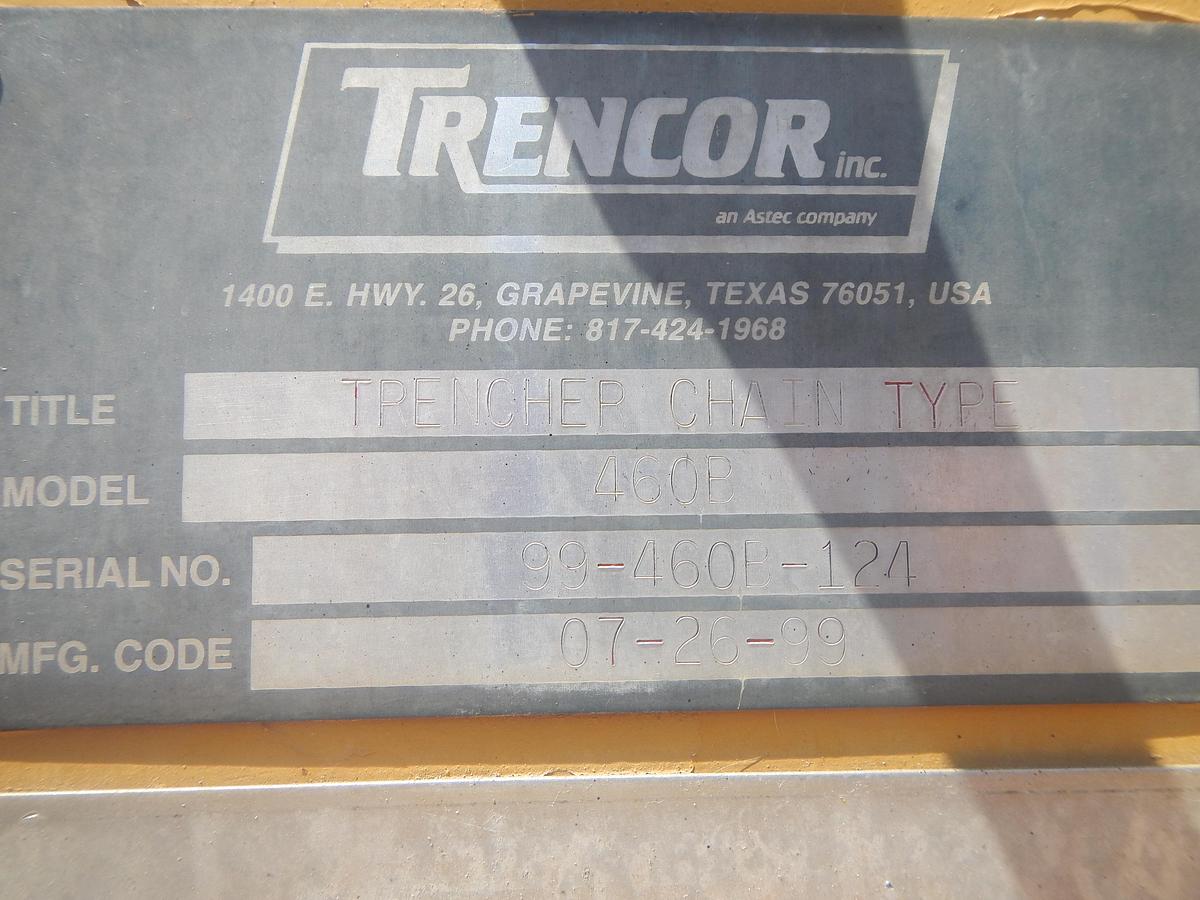 TRENCOR inc.
an Astec company
1400 E. HWY. 26, GRAPEVINE, TEXAS 76051, USA
PHONE: 817-424-1968
TITLE TRENCHER CHAIN TYPE
MODEL 460B
SERIAL NO. 99-460B-124
MFG. CODE 07-26-99